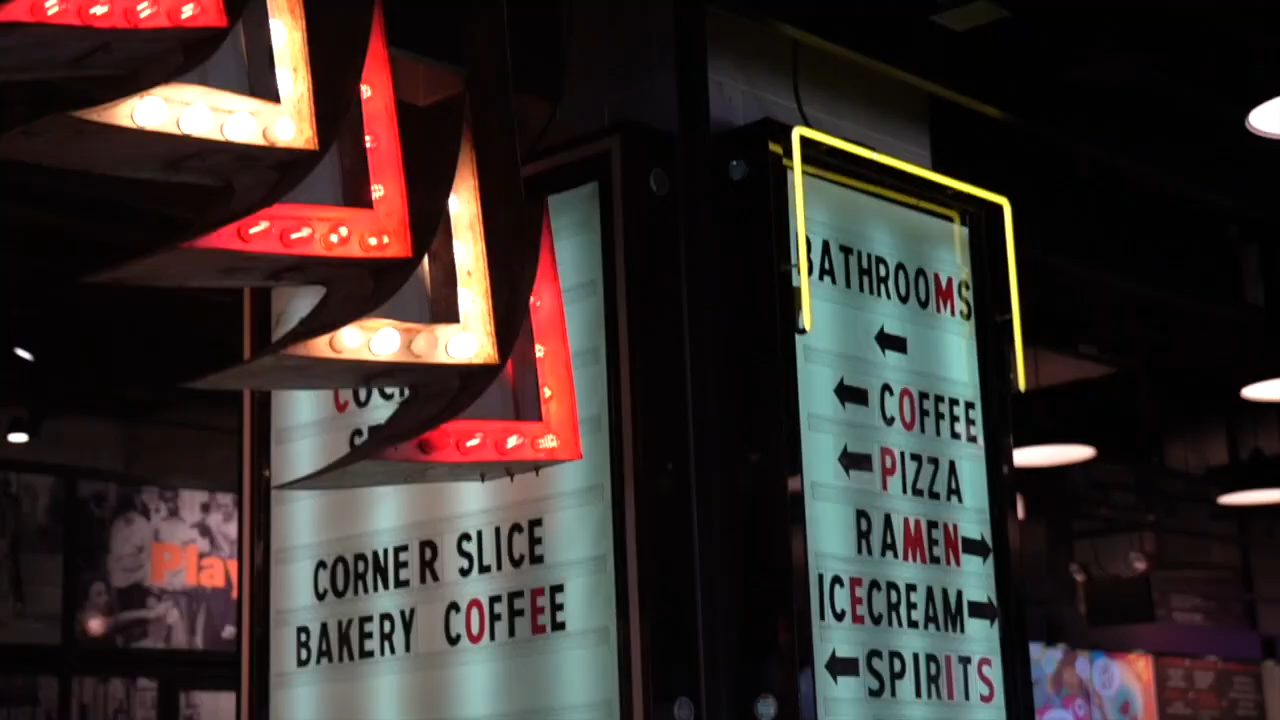 CORNER SLICE
BAKERY COFFEE
Play
BATHROOMS
←
← COFFEE
← PIZZA
RAMEN →
ICECREAM →
← SPIRITS